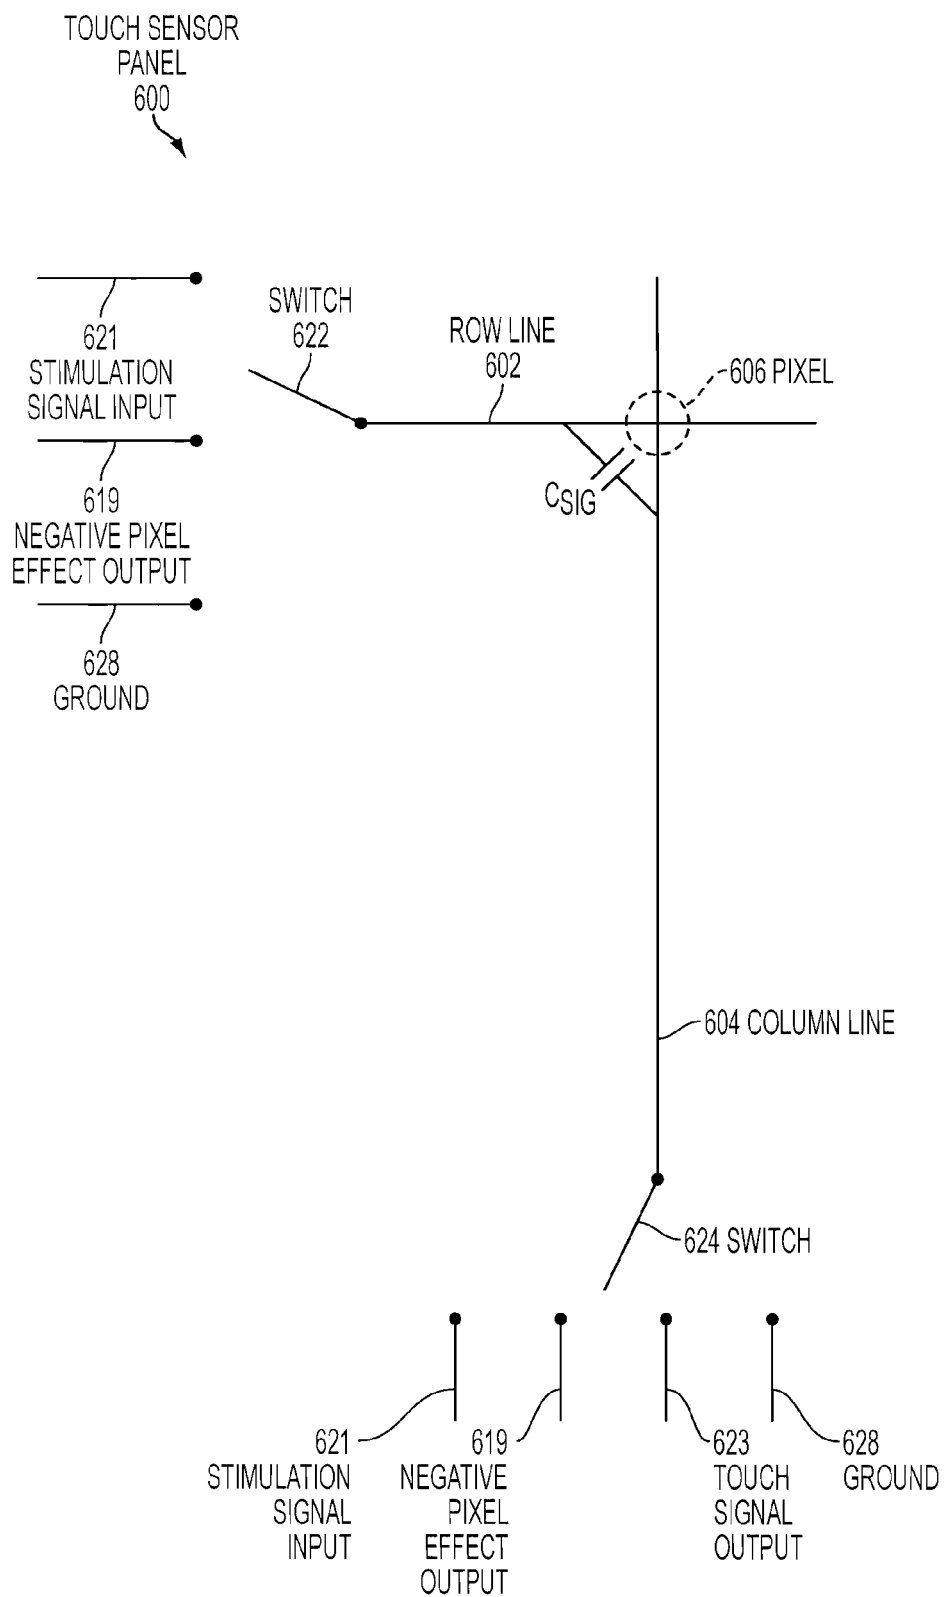 TOUCH SENSOR
PANEL
600
SWITCH
622
ROW LINE
602
606 PIXEL
621
STIMULATION
SIGNAL INPUT
CSIG
619
NEGATIVE PIXEL
EFFECT OUTPUT
628
GROUND
604 COLUMN LINE
624 SWITCH
621
STIMULATION
SIGNAL
INPUT
619
NEGATIVE
PIXEL
EFFECT
OUTPUT
623
TOUCH
SIGNAL
OUTPUT
628
GROUND